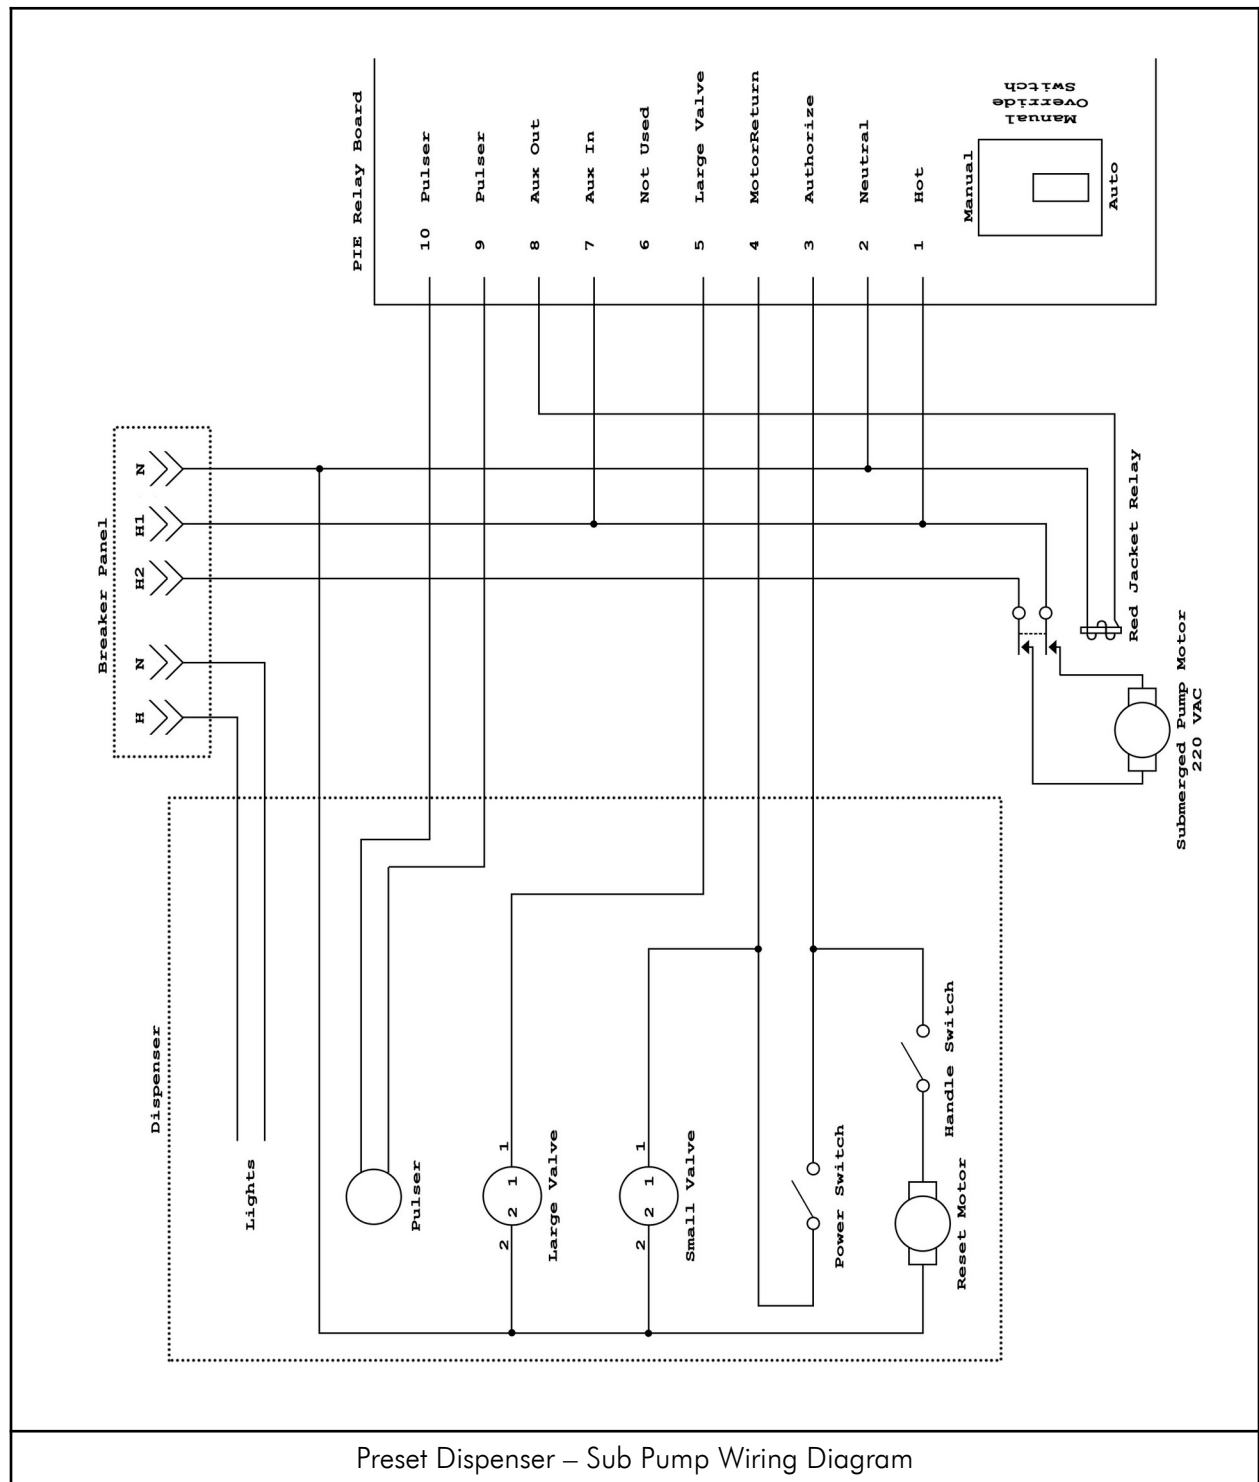 PIE Relay Board
10 Pulser
9 Pulser
8 Aux Out
7 Aux In
6 Not Used
5 Large Valve
4 MotorReturn
3 Authorize
2 Neutral
1 Hot
Manual
Override
Switch
Manual
Auto
Breaker Panel
N
H1
H2
N
H
Red Jacket Relay
Submerged Pump Motor
220 VAC
Dispenser
Lights
Pulser
1
2 1
2
Large Valve
1
2 1
2
Small Valve
Power Switch
Handle Switch
Reset Motor
Preset Dispenser – Sub Pump Wiring Diagram